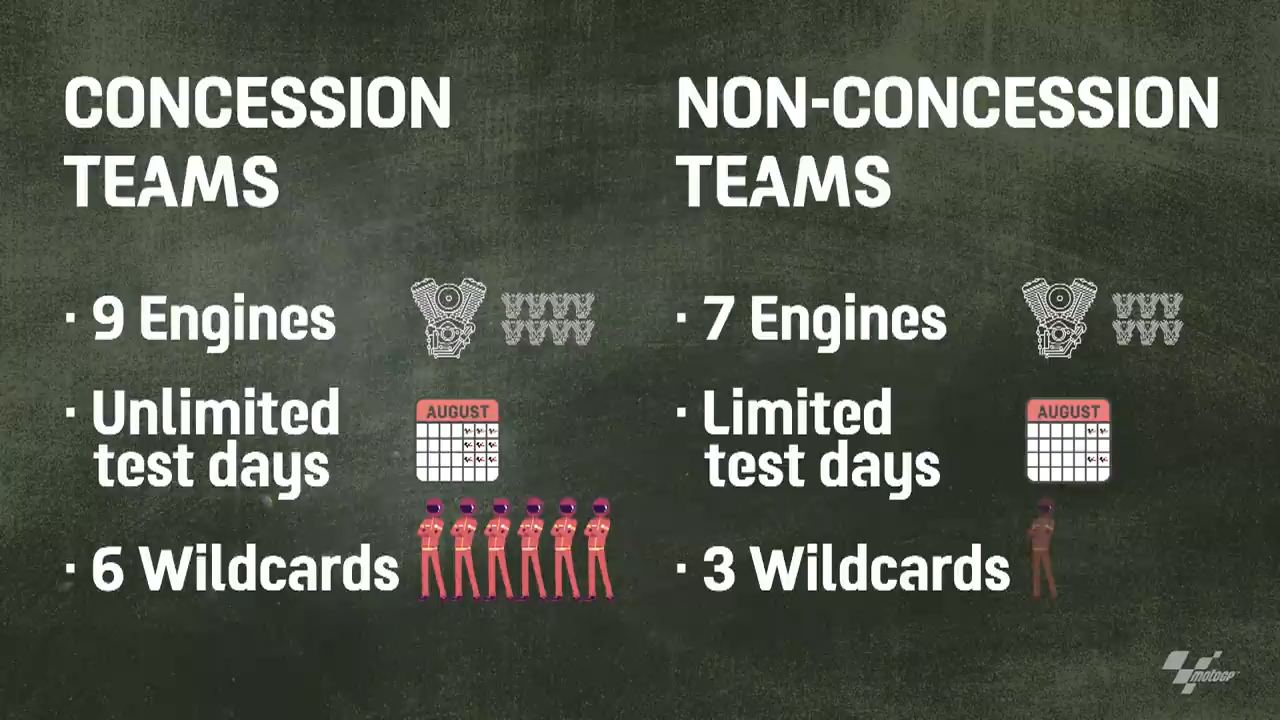 CONCESSION
TEAMS
· 9 Engines
· Unlimited
test days
AUGUST
· 6 Wildcards
NON-CONCESSION
TEAMS
· 7 Engines
· Limited
test days
AUGUST
· 3 Wildcards
motoGP